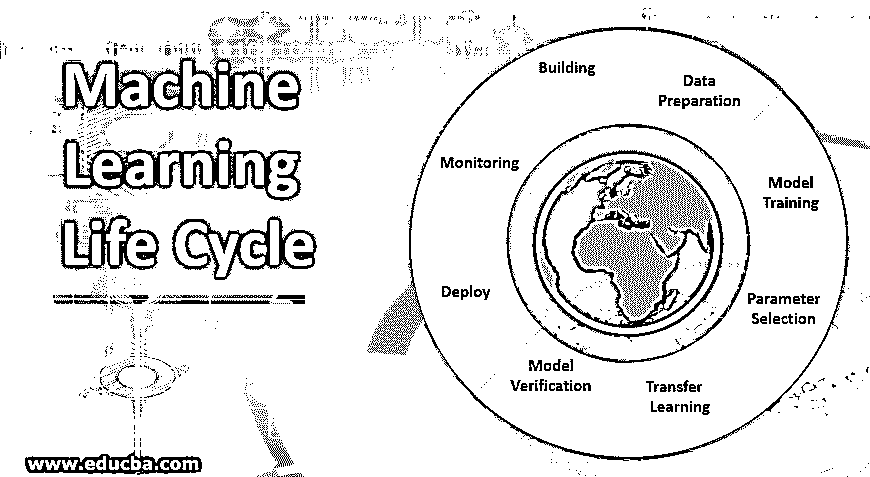 Machine
Learning
Life Cycle
Building
Data
Preparation
Model
Training
Parameter
Selection
Transfer
Learning
Model
Verification
Deploy
Monitoring
www.educba.com